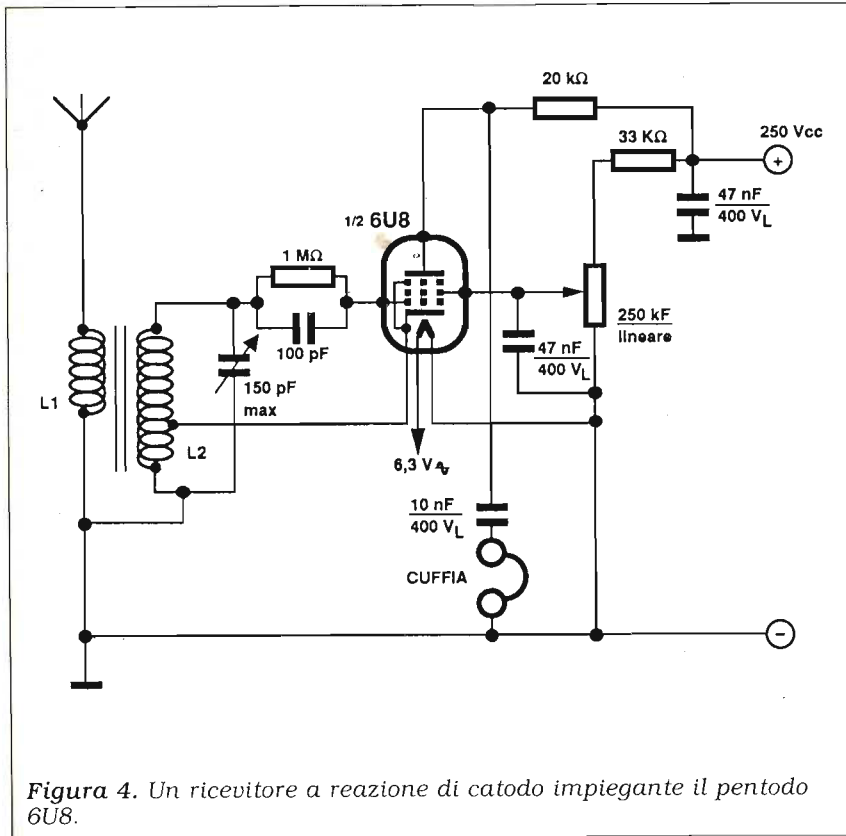 20 kΩ
33 KΩ
250 Vcc
+
47 nF
400 VL
1/2 6U8
1 MΩ
100 pF
150 pF
max
250 kF
lineare
47 nF
400 VL
L1
L2
6,3 V
10 nF
400 VL
CUFFIA
−
Figura 4. Un ricevitore a reazione di catodo impiegante il pentodo
6U8.